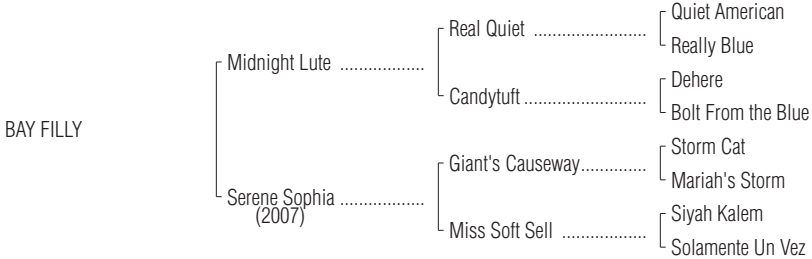 Quiet American
Real Quiet ........................
Really Blue
Midnight Lute ..................
Dehere
Candytuft ..........................
Bolt From the Blue
BAY FILLY
Storm Cat
Giant's Causeway..............
Mariah's Storm
Serene Sophia ..................
(2007)
Siyah Kalem
Miss Soft Sell ..................
Solamente Un Vez